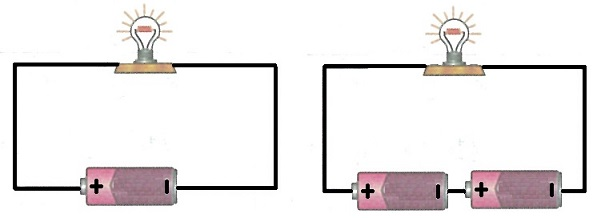 + -
+ - + -